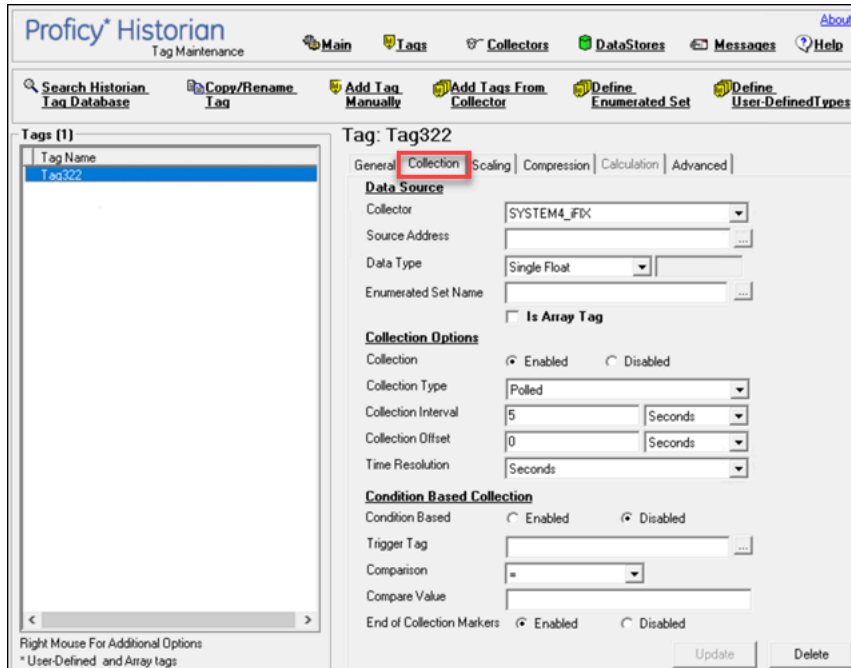 About
Proficy* Historian
Tag Maintenance
Main Tags Collectors DataStores Messages Help
Search Historian Tag Database
Copy/Rename Tag
Add Tag Manually
Add Tags From Collector
Define Enumerated Set
Define User-DefinedTypes
Tags (1)
Tag Name
Tag322
Right Mouse For Additional Options
* User-Defined and Array tags
Tag: Tag322
General Collection Scaling Compression Calculation Advanced
Data Source
Collector SYSTEM4_iFIX
Source Address ...
Data Type Single Float
Enumerated Set Name ...
Is Array Tag
Collection Options
Collection Enabled Disabled
Collection Type Polled
Collection Interval 5 Seconds
Collection Offset 0 Seconds
Time Resolution Seconds
Condition Based Collection
Condition Based Enabled Disabled
Trigger Tag ...
Comparison =
Compare Value
End of Collection Markers Enabled Disabled
Update Delete